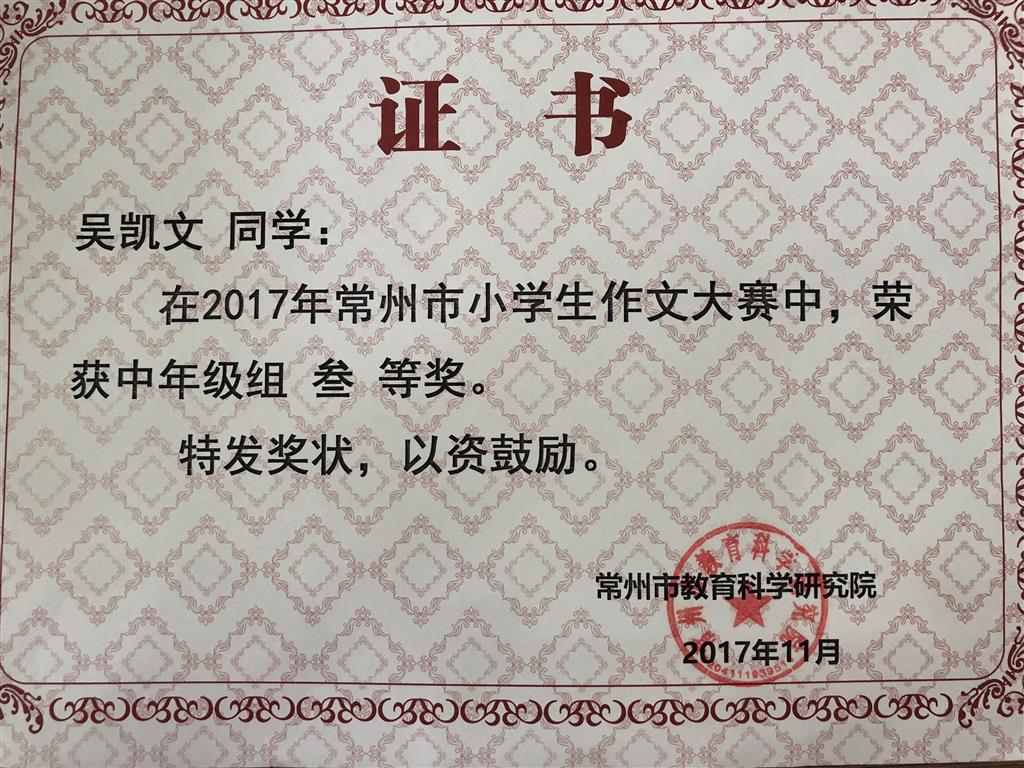 证书
吴凯文 同学：
在2017年常州市小学生作文大赛中，荣
获中年级组 叁 等奖。
特发奖状，以资鼓励。
常州市教育科学研究院
2017年11月